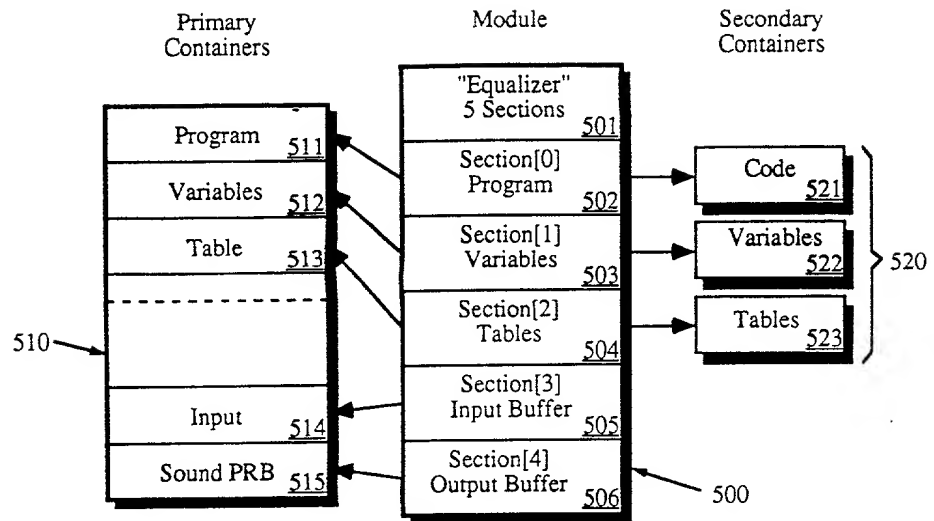 Primary
Containers
Module
Secondary
Containers
Program
511
Variables
512
Table
513
Input
514
Sound PRB
515
510
"Equalizer"
5 Sections
501
Section[0]
Program
502
Section[1]
Variables
503
Section[2]
Tables
504
Section[3]
Input Buffer
505
Section[4]
Output Buffer
506
500
Code
521
Variables
522
Tables
523
520